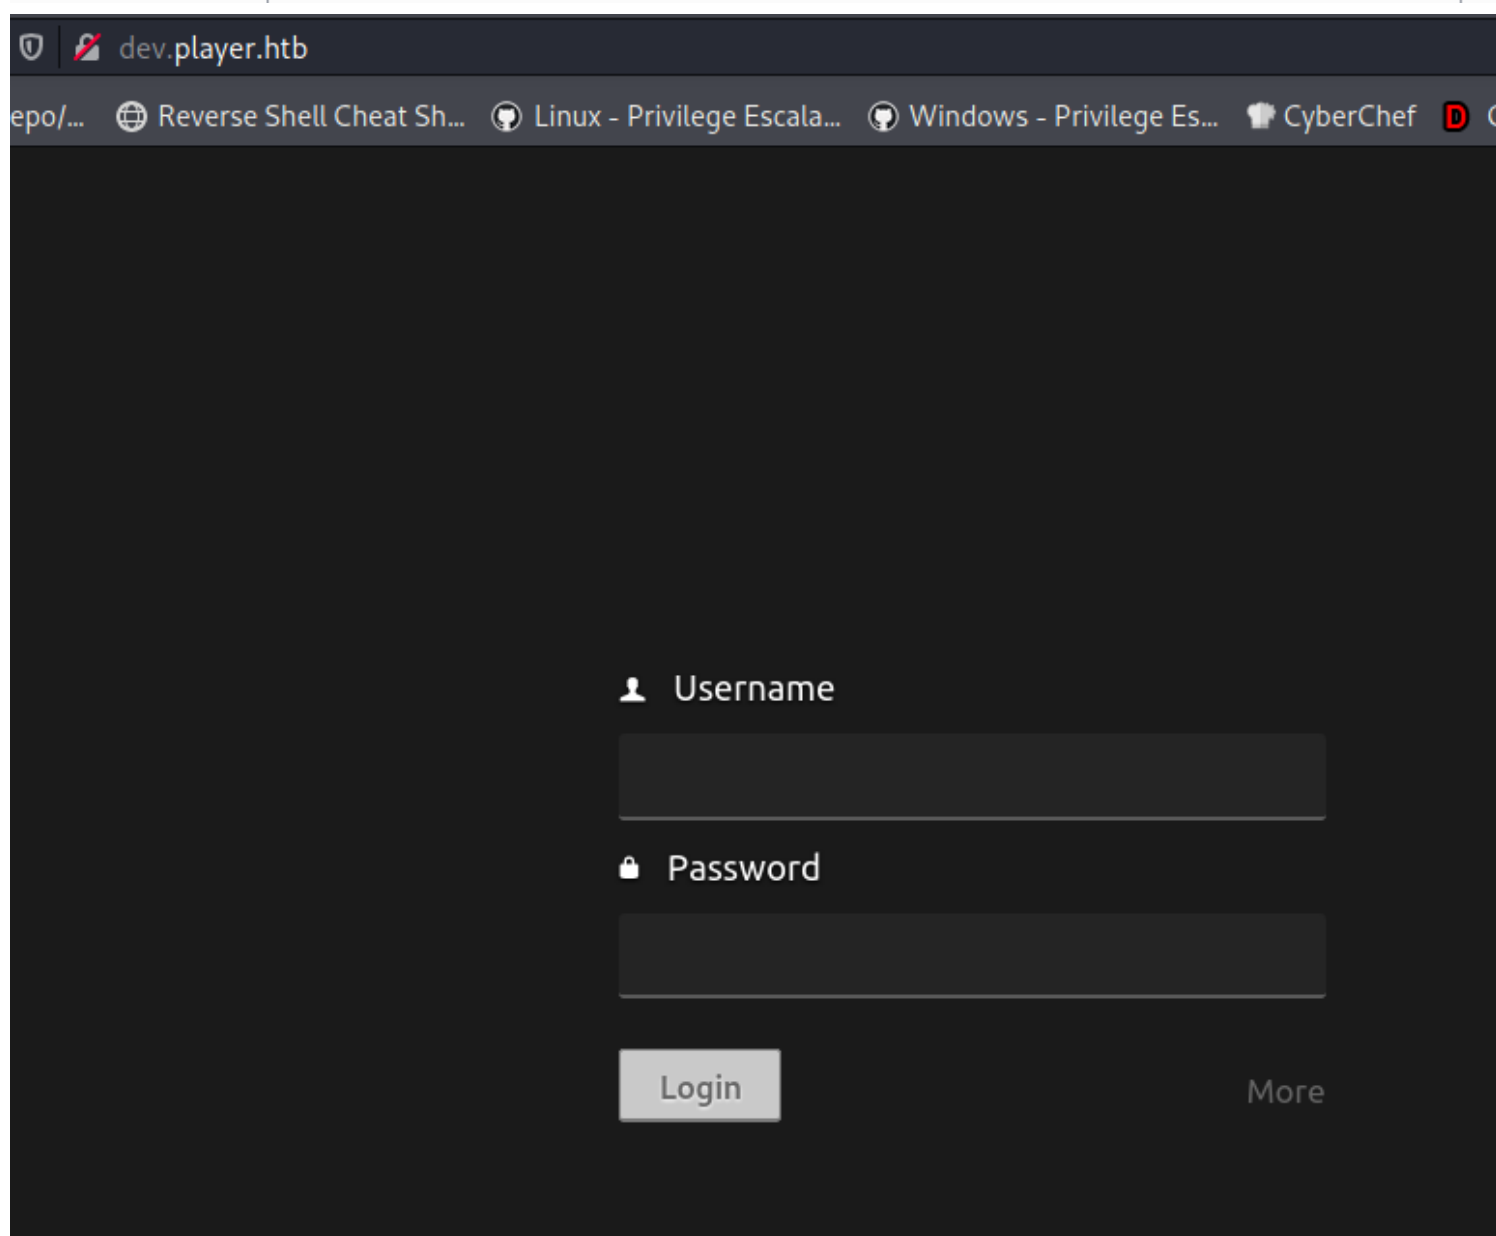 dev.player.htb
epo/... Reverse Shell Cheat Sh... Linux - Privilege Escala... Windows - Privilege Es... CyberChef D
Username
Password
Login More